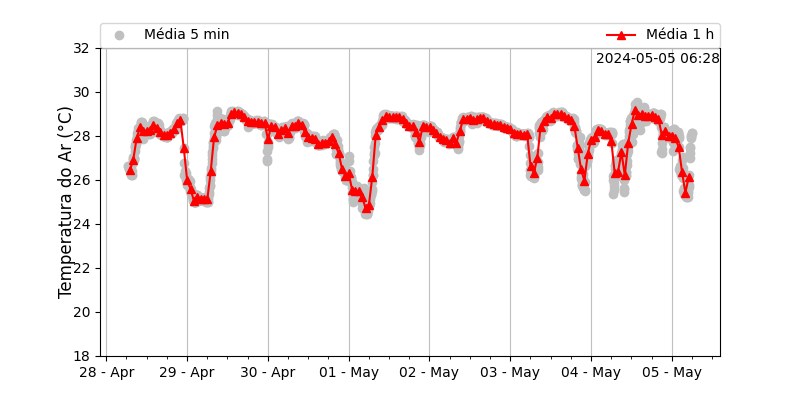 Média 5 min
Média 1 h
2024-05-05 06:28
Temperatura do Ar (°C)
32
30
28
26
24
22
20
18
28 - Apr
29 - Apr
30 - Apr
01 - May
02 - May
03 - May
04 - May
05 - May